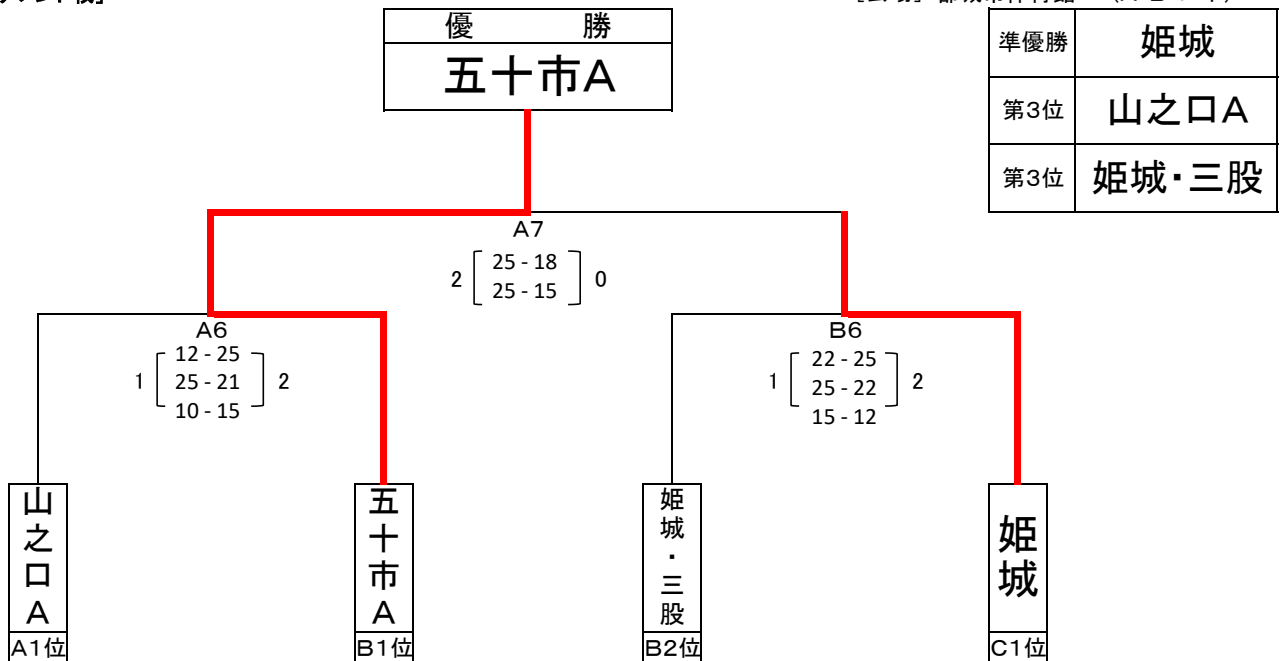 優勝
五十市A
準優勝 姫城
第3位 山之口A
第3位 姫城・三股
A7
2 25 - 18 0
25 - 15
A6
12 - 25
1 25 - 21 2
10 - 15
B6
22 - 25
1 25 - 22 2
15 - 12
山之口A
A1位
五十市A
B1位
姫城・三股
B2位
姫城
C1位